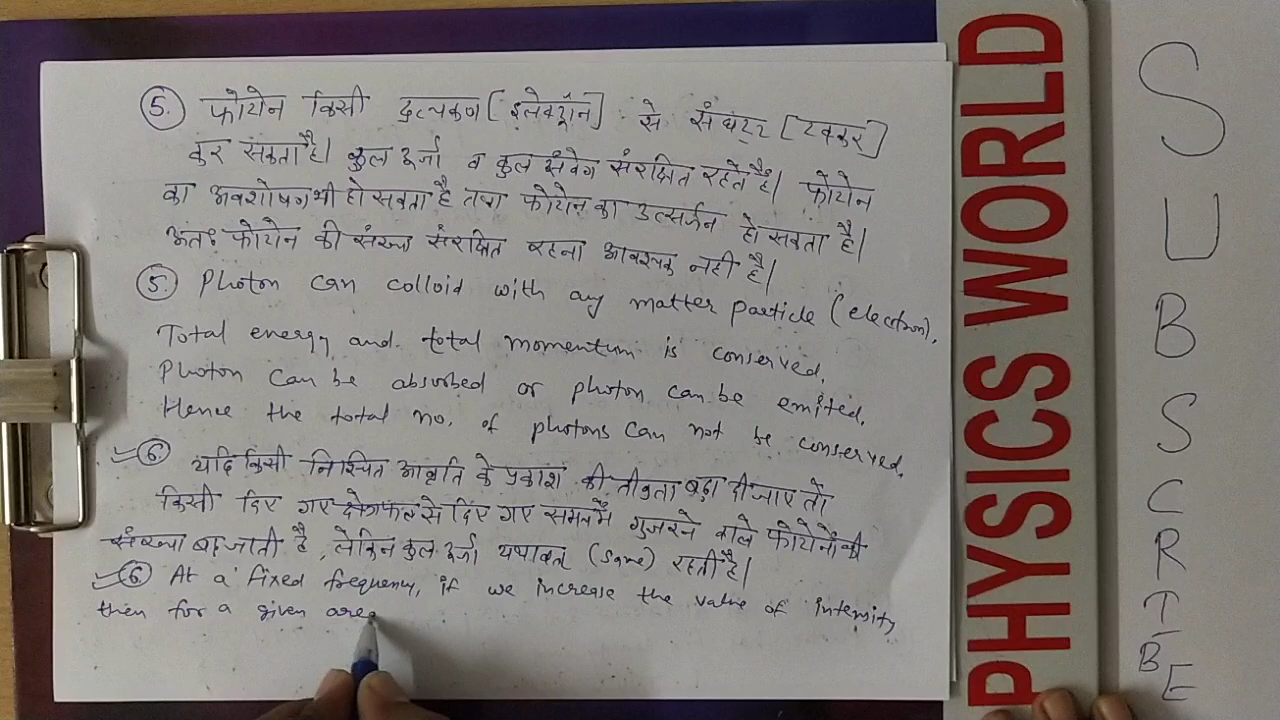 5. फोटोन किसी द्रव्यकण [इलेक्ट्रॉन] से संघट्ट [टक्कर]
कर सकता है। कुल ऊर्जा व कुल संवेग संरक्षित रहते है। फोटोन
का अवशोषण भी हो सकता है तथा फोटोन का उत्सर्जन हो सकता है।
अतः फोटोन की संख्या संरक्षित रहना आवश्यक नही है।
5. Photon can colloid with any matter particle (electron),
Total energy and total momentum is conserved.
Photon can be absorbed or photon can be emited.
Hence the total no. of photons can not be conserved.
6 यदि किसी निश्चित आवृति के प्रकाश की तीव्रता बढ़ा दी जाए तो
किसी दिए गए क्षेत्रफल से दिए गए समय में गुजरने वाले फोटोनों की
संख्या बढ़ जाती है, लेकिन कुल ऊर्जा यथावत (same) रहती है।
6 At a fixed frequency, if we increase the value of intensity
then for a given area
PHYSICS WORLD
SUBSCRIBE